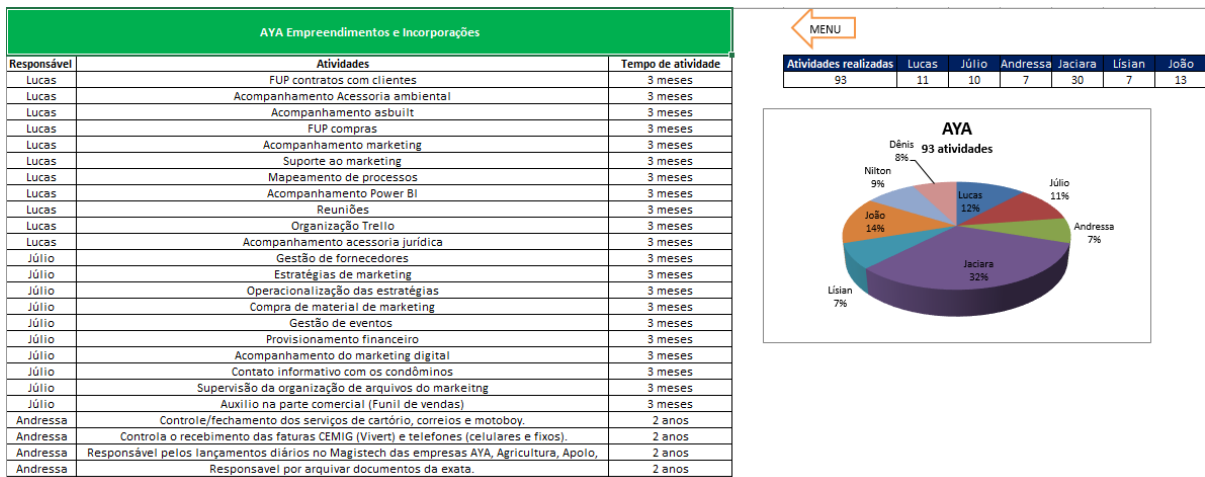 AYA Empreendimentos e Incorporações
Responsável Atividades Tempo de atividade
Lucas FUP contratos com clientes 3 meses
Lucas Acompanhamento Acessoria ambiental 3 meses
Lucas Acompanhamento asbuilt 3 meses
Lucas FUP compras 3 meses
Lucas Acompanhamento marketing 3 meses
Lucas Suporte ao marketing 3 meses
Lucas Mapeamento de processos 3 meses
Lucas Acompanhamento Power BI 3 meses
Lucas Reuniões 3 meses
Lucas Organização Trello 3 meses
Lucas Acompanhamento acessoria jurídica 3 meses
Júlio Gestão de fornecedores 3 meses
Júlio Estratégias de marketing 3 meses
Júlio Operacionalização das estratégias 3 meses
Júlio Compra de material de marketing 3 meses
Júlio Gestão de eventos 3 meses
Júlio Provisionamento financeiro 3 meses
Júlio Acompanhamento do marketing digital 3 meses
Júlio Contato informativo com os condôminos 3 meses
Júlio Supervisão da organização de arquivos do markeitng 3 meses
Júlio Auxilio na parte comercial (Funil de vendas) 3 meses
Andressa Controle/fechamento dos serviços de cartório, correios e motoboy. 2 anos
Andressa Controla o recebimento das faturas CEMIG (Vivert) e telefones (celulares e fixos). 2 anos
Andressa Responsável pelos lançamentos diários no Magistech das empresas AYA, Agricultura, Apolo, 2 anos
Andressa Responsavel por arquivar documentos da exata. 2 anos
MENU
Atividades realizadas Lucas Júlio Andressa Jaciara Lísian João
93 11 10 7 30 7 13
AYA
93 atividades
Dênis
8%
Nilton
9%
João
14%
Lísian
7%
Jaciara
32%
Andressa
7%
Júlio
11%
Lucas
12%